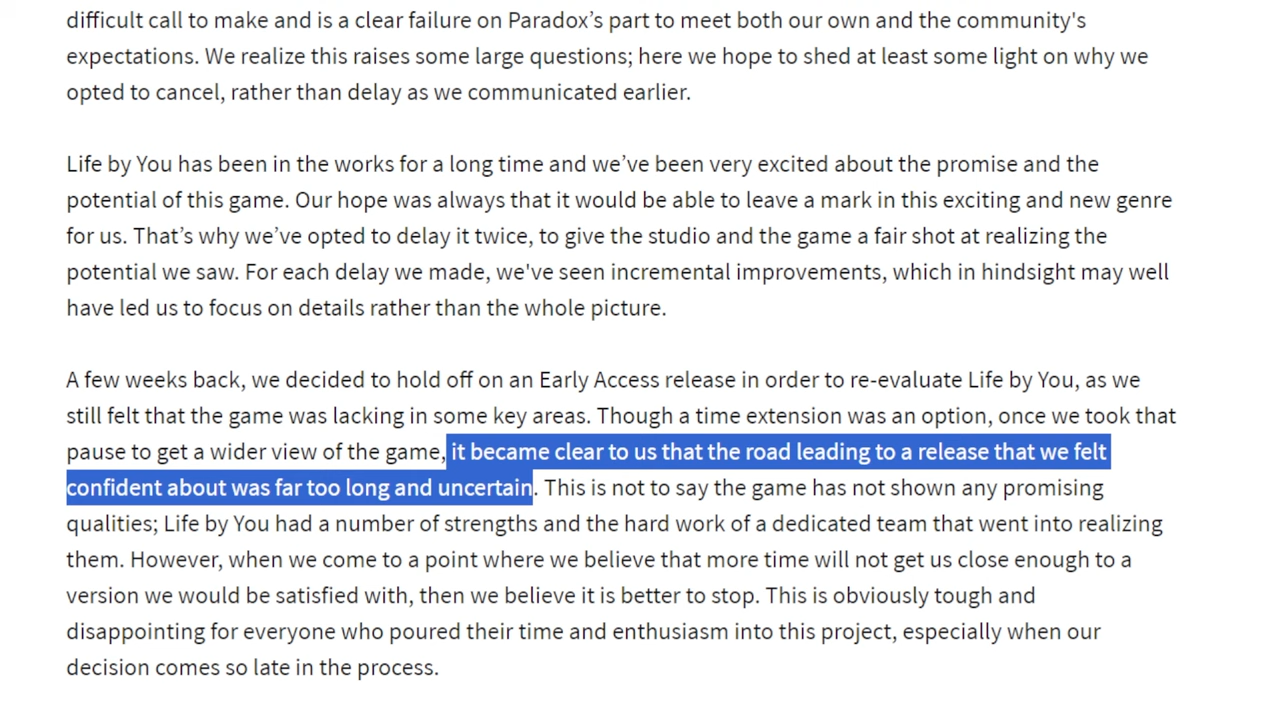 difficult call to make and is a clear failure on Paradox’s part to meet both our own and the community's
expectations. We realize this raises some large questions; here we hope to shed at least some light on why we
opted to cancel, rather than delay as we communicated earlier.
Life by You has been in the works for a long time and we’ve been very excited about the promise and the
potential of this game. Our hope was always that it would be able to leave a mark in this exciting and new genre
for us. That’s why we’ve opted to delay it twice, to give the studio and the game a fair shot at realizing the
potential we saw. For each delay we made, we've seen incremental improvements, which in hindsight may well
have led us to focus on details rather than the whole picture.
A few weeks back, we decided to hold off on an Early Access release in order to re-evaluate Life by You, as we
still felt that the game was lacking in some key areas. Though a time extension was an option, once we took that
pause to get a wider view of the game, it became clear to us that the road leading to a release that we felt
confident about was far too long and uncertain. This is not to say the game has not shown any promising
qualities; Life by You had a number of strengths and the hard work of a dedicated team that went into realizing
them. However, when we come to a point where we believe that more time will not get us close enough to a
version we would be satisfied with, then we believe it is better to stop. This is obviously tough and
disappointing for everyone who poured their time and enthusiasm into this project, especially when our
decision comes so late in the process.